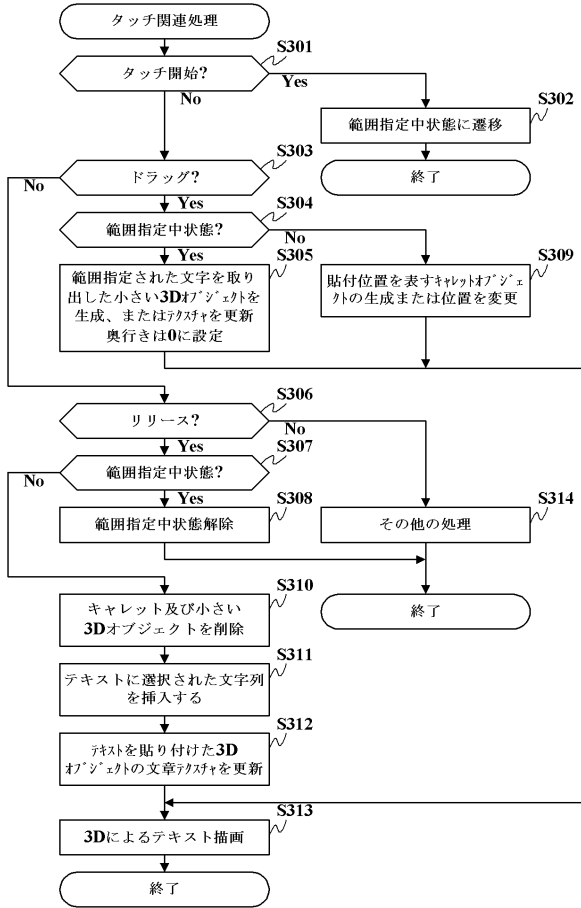 タッチ関連処理
S301
タッチ開始?
Yes
No
S302
範囲指定中状態に遷移
終了
S303
ドラッグ?
No
Yes
S304
範囲指定中状態?
No
Yes
S305
範囲指定された文字を取り
出した小さい3Dｵﾌﾞｼﾞｪｸﾄを
生成、またはﾃｸｽﾁｬを更新
奥行きは0に設定
S309
貼付位置を表すｷｬﾚｯﾄｵﾌﾞｼﾞｪ
ｸﾄの生成または位置を変更
S306
リリース?
No
Yes
S307
範囲指定中状態?
No
Yes
S308
範囲指定中状態解除
S314
その他の処理
終了
S310
キャレット及び小さい
3Dオブジェクトを削除
S311
テキストに選択された文字列
を挿入する
S312
ﾃｷｽﾄを貼り付けた3D
ｵﾌﾞｼﾞｪｸﾄの文章ﾃｸｽﾁｬを更新
S313
3Dによるテキスト描画
終了